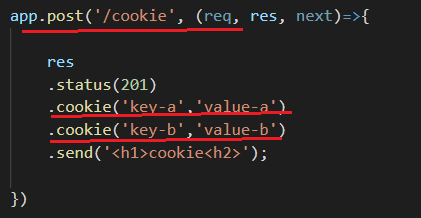 app.post('/cookie', (req, res, next)=>{
res
.status(201)
.cookie('key-a','value-a')
.cookie('key-b','value-b')
.send('<h1>cookie<h2>');
})